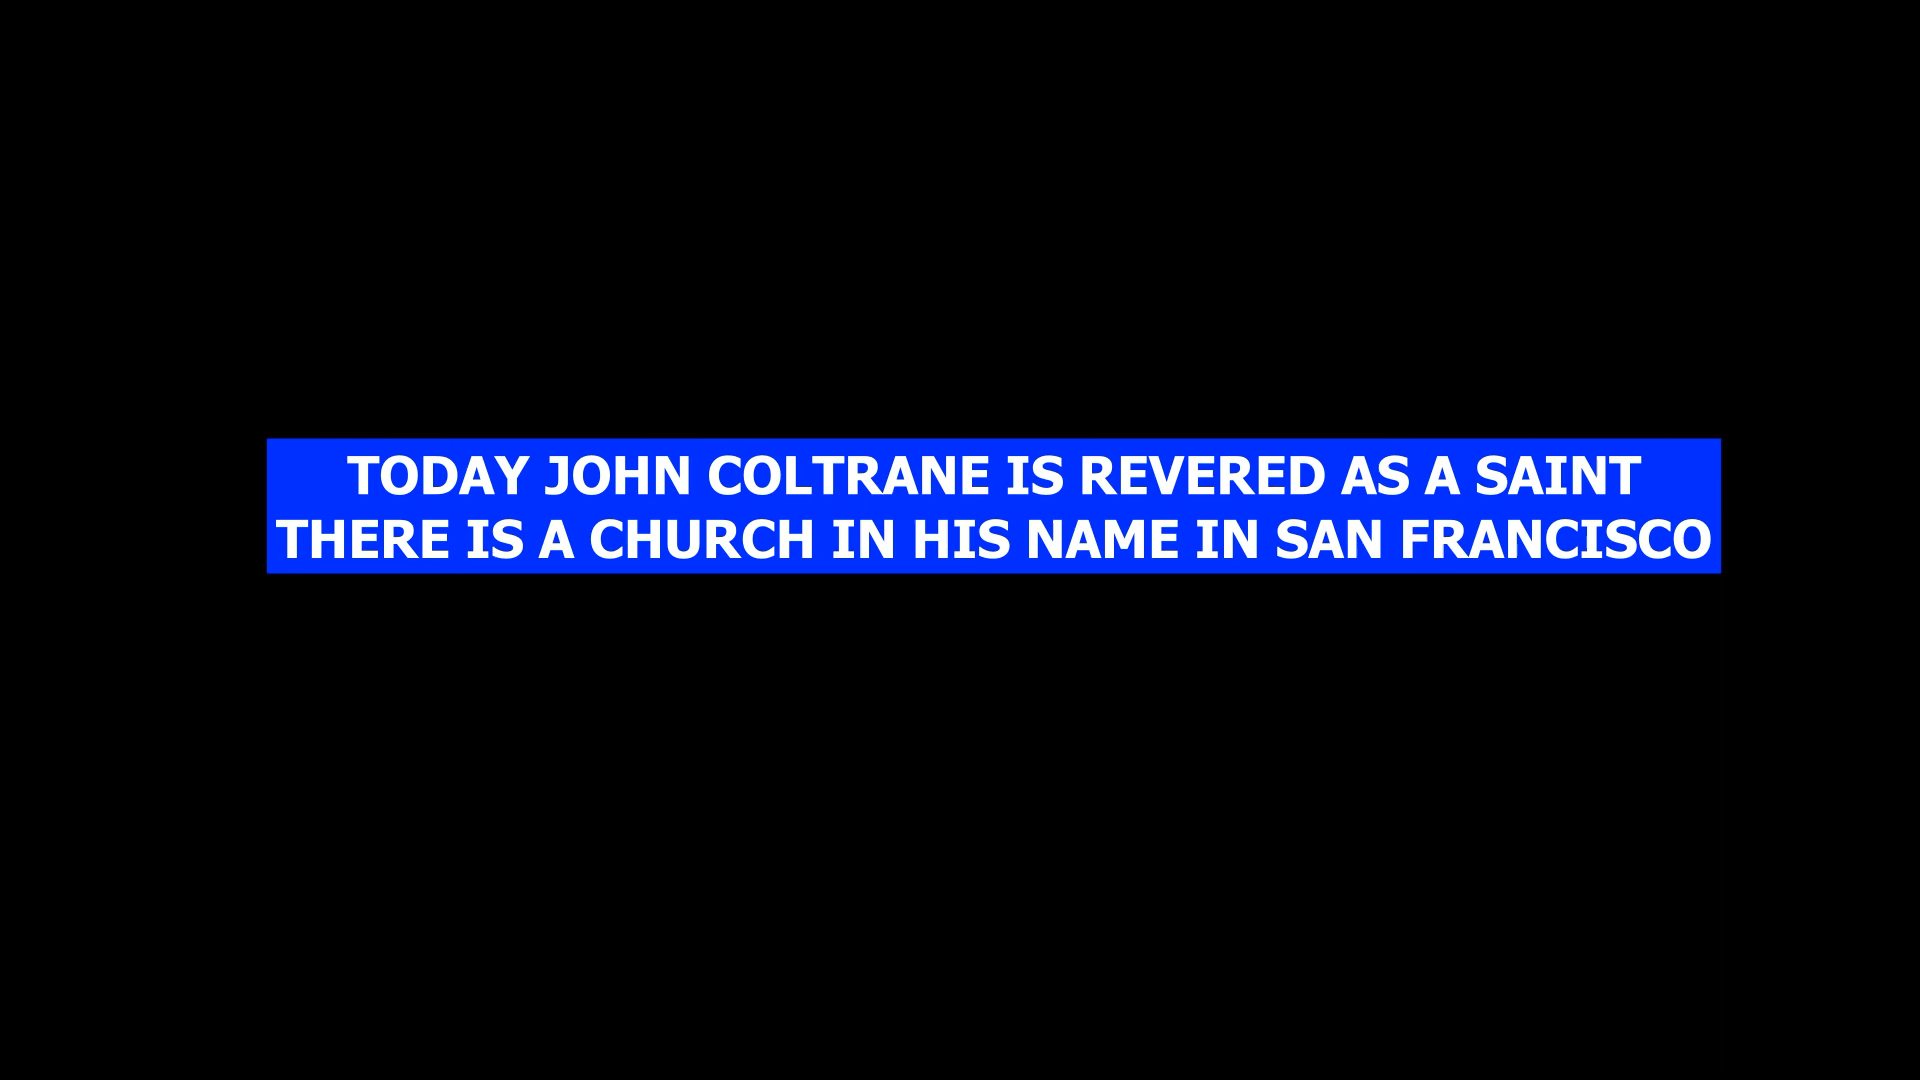 TODAY JOHN COLTRANE IS REVERED AS A SAINT
THERE IS A CHURCH IN HIS NAME IN SAN FRANCISCO